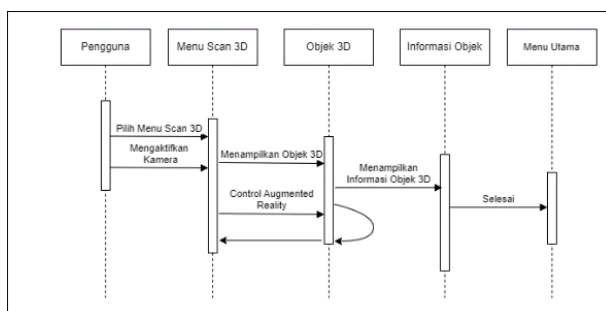 Pengguna
Menu Scan 3D
Objek 3D
Informasi Objek
Menu Utama
Pilih Menu Scan 3D
Mengaktifkan
Kamera
Menampilkan Objek 3D
Menampilkan
Informasi Objek 3D
Control Augmented
Reality
Selesai